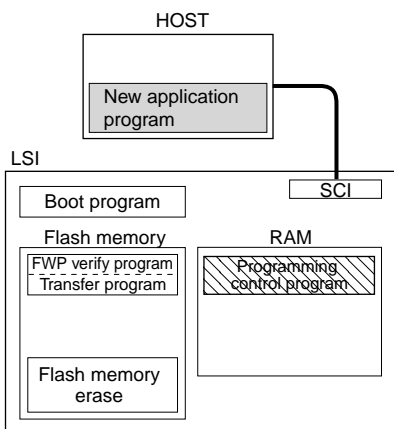 HOST
New application
program
LSI
SCI
Boot program
Flash memory
FWP verify program
Transfer program
Flash memory
erase
RAM
Programming
control program